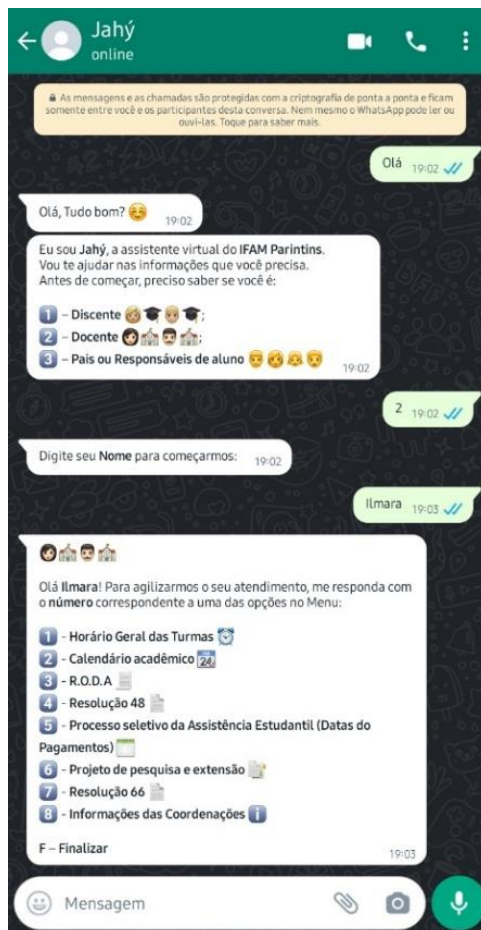 Jahý
online
🔒 As mensagens e as chamadas são protegidas com a criptografia de ponta a ponta e ficam
somente entre você e os participantes desta conversa. Nem mesmo o WhatsApp pode ler ou
ouvi-las. Toque para saber mais.
Olá 19:02
Olá, Tudo bom? ☺️ 19:02
Eu sou Jahý, a assistente virtual do IFAM Parintins.
Vou te ajudar nas informações que você precisa.
Antes de começar, preciso saber se você é:
1 – Discente 👩🏼‍🎓👨🏼‍🎓;
2 – Docente 👩🏻‍🏫👨🏻‍🏫;
3 – Pais ou Responsáveis de aluno 👨👩👵👴 19:02
2 19:02
Digite seu Nome para começarmos: 19:02
Ilmara 19:03
Olá Ilmara! Para agilizarmos o seu atendimento, me responda com
o número correspondente a uma das opções no Menu:
1 - Horário Geral das Turmas ⏰
2 - Calendário acadêmico 📅 24
3 - R.O.D.A 📄
4 - Resolução 48 📄
5 - Processo seletivo da Assistência Estudantil (Datas do
Pagamentos) 🗓️
6 - Projeto de pesquisa e extensão 📝
7 - Resolução 66 📄
8 - Informações das Coordenações ℹ️
F – Finalizar 19:03
Mensagem